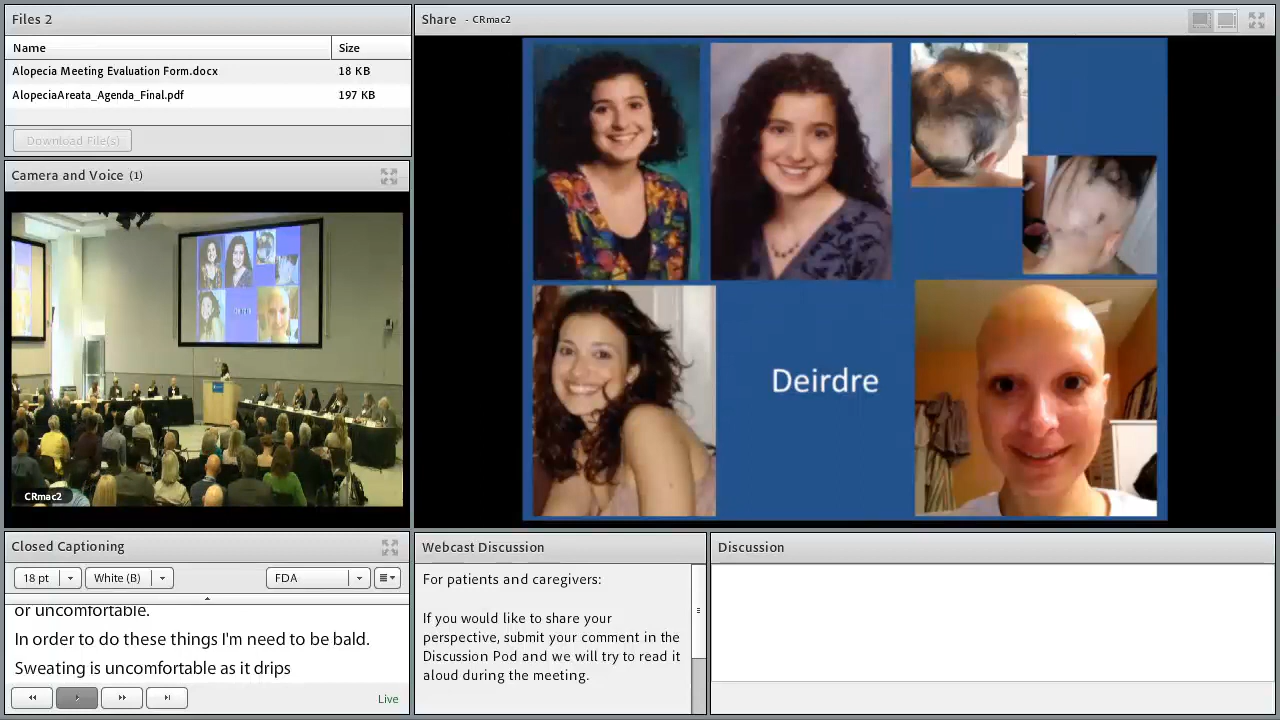 Files 2
Name Size
Alopecia Meeting Evaluation Form.docx 18 KB
AlopeciaAreata_Agenda_Final.pdf 197 KB
Download File(s)
Camera and Voice (1)
CRmac2
Closed Captioning
18 pt White (B) FDA
or uncomfortable.
In order to do these things I'm need to be bald.
Sweating is uncomfortable as it drips
Live
Share - CRmac2
Deirdre
Webcast Discussion
For patients and caregivers:
If you would like to share your
perspective, submit your comment in the
Discussion Pod and we will try to read it
aloud during the meeting.
Discussion